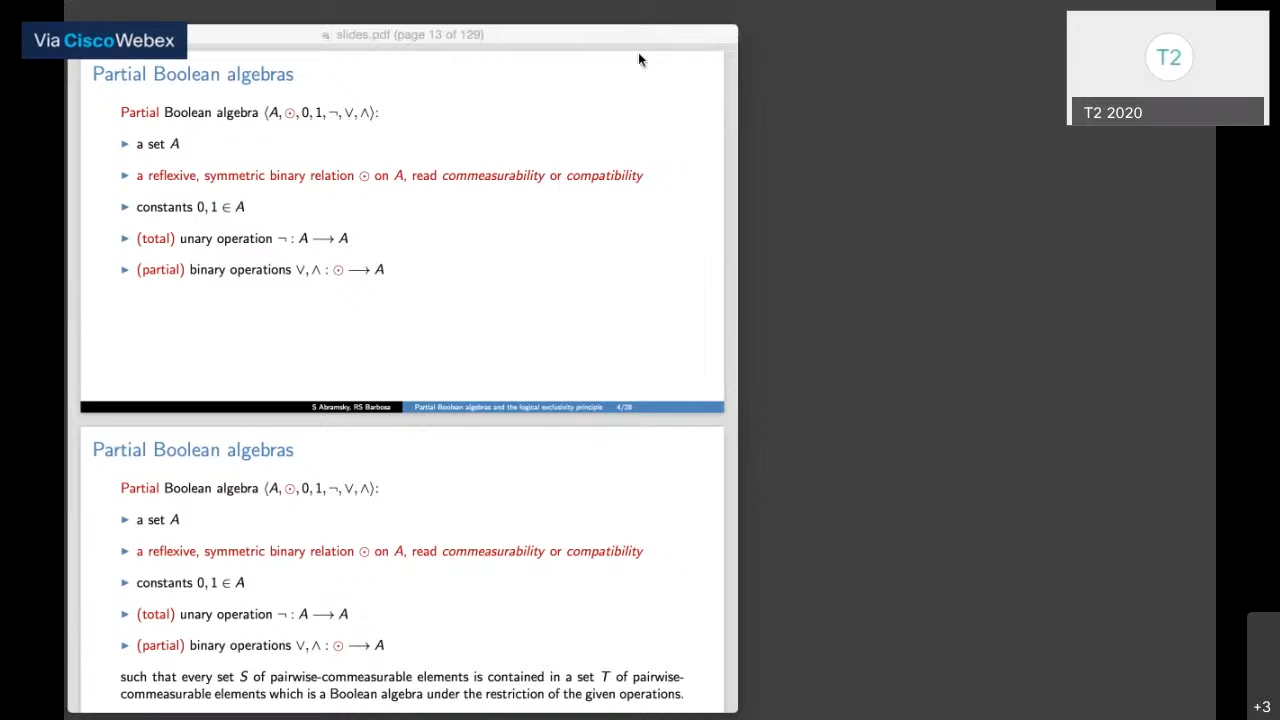 Via CiscoWebex
slides.pdf (page 13 of 129)
T2
T2 2020
Partial Boolean algebras
Partial Boolean algebra ⟨A, ⊙, 0, 1, ¬, ∨, ∧⟩:
▶ a set A
▶ a reflexive, symmetric binary relation ⊙ on A, read commeasurability or compatibility
▶ constants 0, 1 ∈ A
▶ (total) unary operation ¬ : A ⟶ A
▶ (partial) binary operations ∨, ∧ : ⊙ ⟶ A
S Abramsky, RS Barbosa Partial Boolean algebras and the logical exclusivity principle 4/28
Partial Boolean algebras
Partial Boolean algebra ⟨A, ⊙, 0, 1, ¬, ∨, ∧⟩:
▶ a set A
▶ a reflexive, symmetric binary relation ⊙ on A, read commeasurability or compatibility
▶ constants 0, 1 ∈ A
▶ (total) unary operation ¬ : A ⟶ A
▶ (partial) binary operations ∨, ∧ : ⊙ ⟶ A
such that every set S of pairwise-commeasurable elements is contained in a set T of pairwise-
commeasurable elements which is a Boolean algebra under the restriction of the given operations.
+3